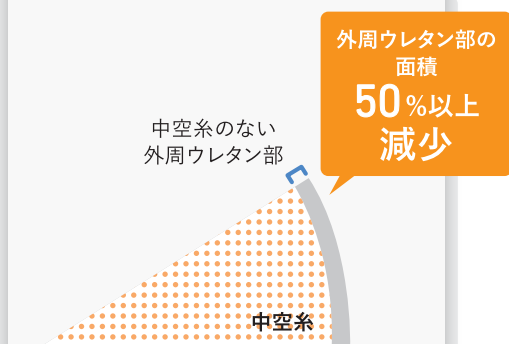 外周ウレタン部の
面積
50%以上
減少
中空糸のない
外周ウレタン部
中空糸